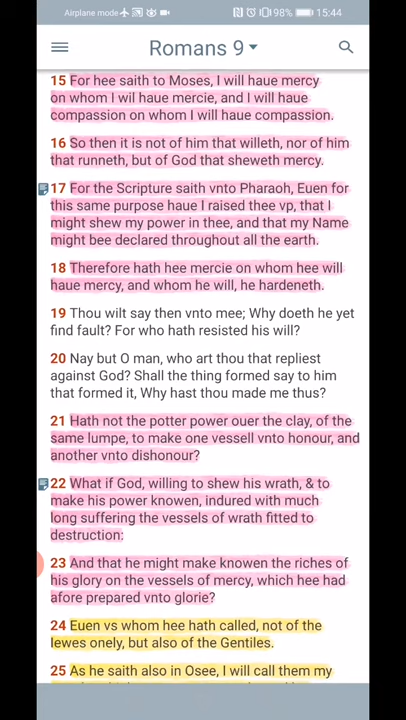 Airplane mode 98% 15:44
Romans 9
15 For hee saith to Moses, I will haue mercy
on whom I wil haue mercie, and I will haue
compassion on whom I will haue compassion.
16 So then it is not of him that willeth, nor of him
that runneth, but of God that sheweth mercy.
17 For the Scripture saith vnto Pharaoh, Euen for
this same purpose haue I raised thee vp, that I
might shew my power in thee, and that my Name
might bee declared throughout all the earth.
18 Therefore hath hee mercie on whom hee will
haue mercy, and whom he will, he hardeneth.
19 Thou wilt say then vnto mee; Why doeth he yet
find fault? For who hath resisted his will?
20 Nay but O man, who art thou that repliest
against God? Shall the thing formed say to him
that formed it, Why hast thou made me thus?
21 Hath not the potter power ouer the clay, of the
same lumpe, to make one vessell vnto honour, and
another vnto dishonour?
22 What if God, willing to shew his wrath, & to
make his power knowen, indured with much
long suffering the vessels of wrath fitted to
destruction:
23 And that he might make knowen the riches of
his glory on the vessels of mercy, which hee had
afore prepared vnto glorie?
24 Euen vs whom hee hath called, not of the
Iewes onely, but also of the Gentiles.
25 As he saith also in Osee, I will call them my